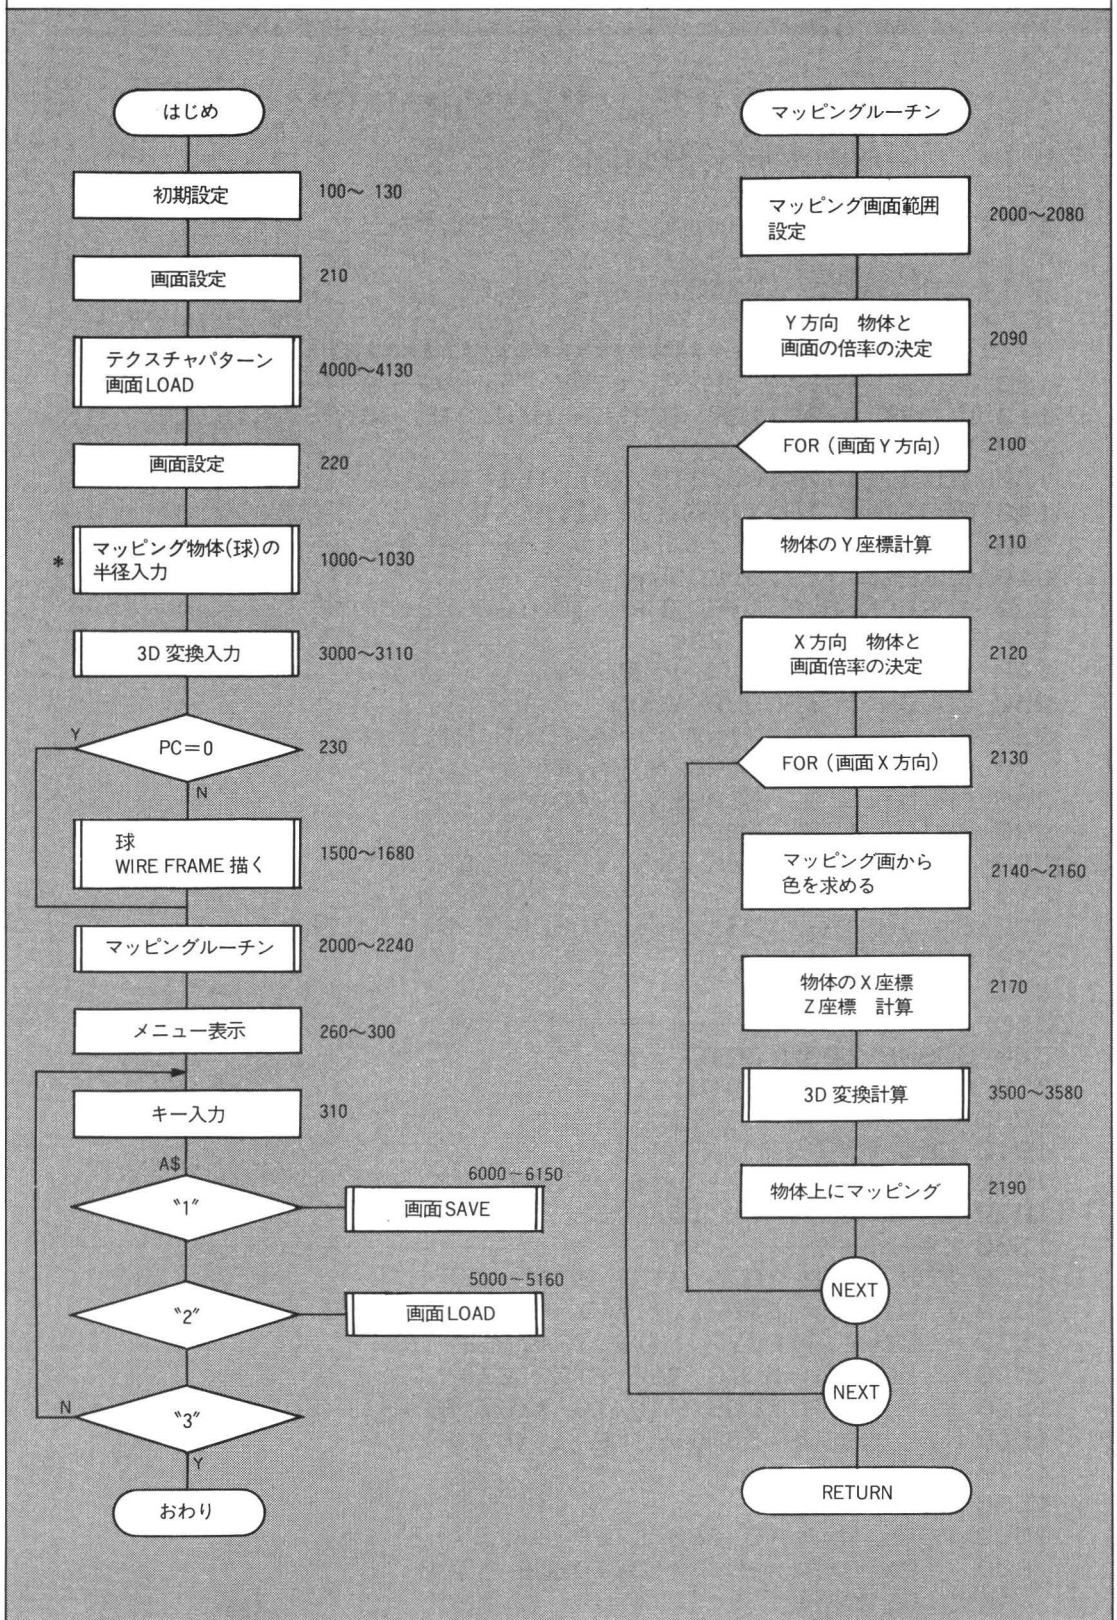 はじめ
初期設定
100〜 130
画面設定
210
テクスチャパターン
画面LOAD
4000〜4130
画面設定
220
* マッピング物体(球)の
半径入力
1000〜1030
3D 変換入力
3000〜3110
Y
PC=0
230
N
球
WIRE FRAME 描く
1500〜1680
マッピングルーチン
2000〜2240
メニュー表示
260〜300
キー入力
310
A$
6000〜6150
"1"
画面SAVE
5000〜5160
"2"
画面LOAD
N
"3"
Y
おわり
マッピングルーチン
マッピング画面範囲
設定
2000〜2080
Y方向 物体と
画面の倍率の決定
2090
FOR (画面Y方向)
2100
物体のY座標計算
2110
X方向 物体と
画面倍率の決定
2120
FOR (画面X方向)
2130
マッピング画から
色を求める
2140〜2160
物体のX座標
Z座標 計算
2170
3D 変換計算
3500〜3580
物体上にマッピング
2190
NEXT
NEXT
RETURN